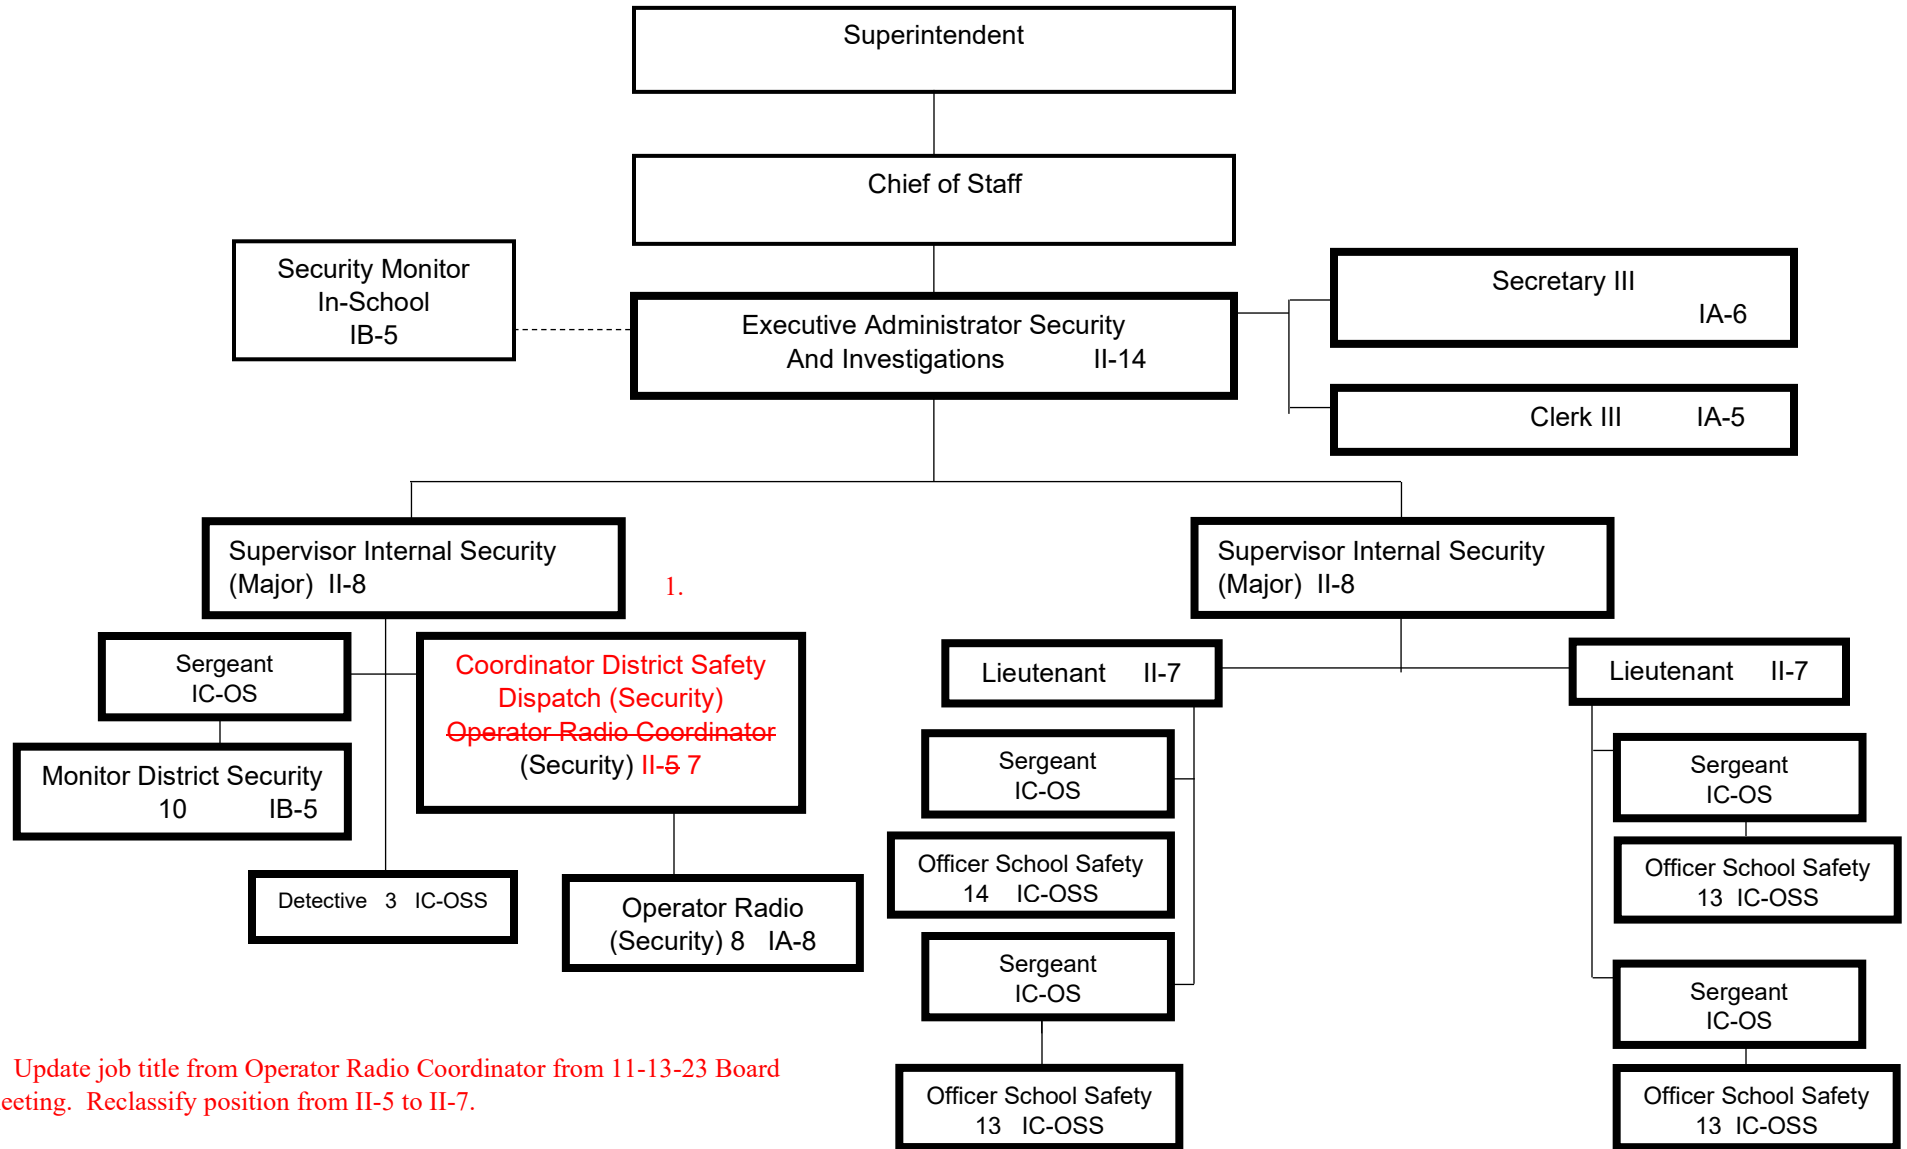 Superintendent
Chief of Staff
Security Monitor
In-School
IB-5
Executive Administrator Security
And Investigations II-14
Secretary III
IA-6
Clerk III IA-5
Supervisor Internal Security
(Major) II-8
1.
Supervisor Internal Security
(Major) II-8
Sergeant
IC-OS
Monitor District Security
10 IB-5
Coordinator District Safety
Dispatch (Security)
Operator Radio Coordinator
(Security) II-5 7
Detective 3 IC-OSS
Operator Radio
(Security) 8 IA-8
Lieutenant II-7
Sergeant
IC-OS
Officer School Safety
14 IC-OSS
Sergeant
IC-OS
Officer School Safety
13 IC-OSS
Lieutenant II-7
Sergeant
IC-OS
Officer School Safety
13 IC-OSS
Sergeant
IC-OS
Officer School Safety
13 IC-OSS
Update job title from Operator Radio Coordinator from 11-13-23 Board
eeting. Reclassify position from II-5 to II-7.